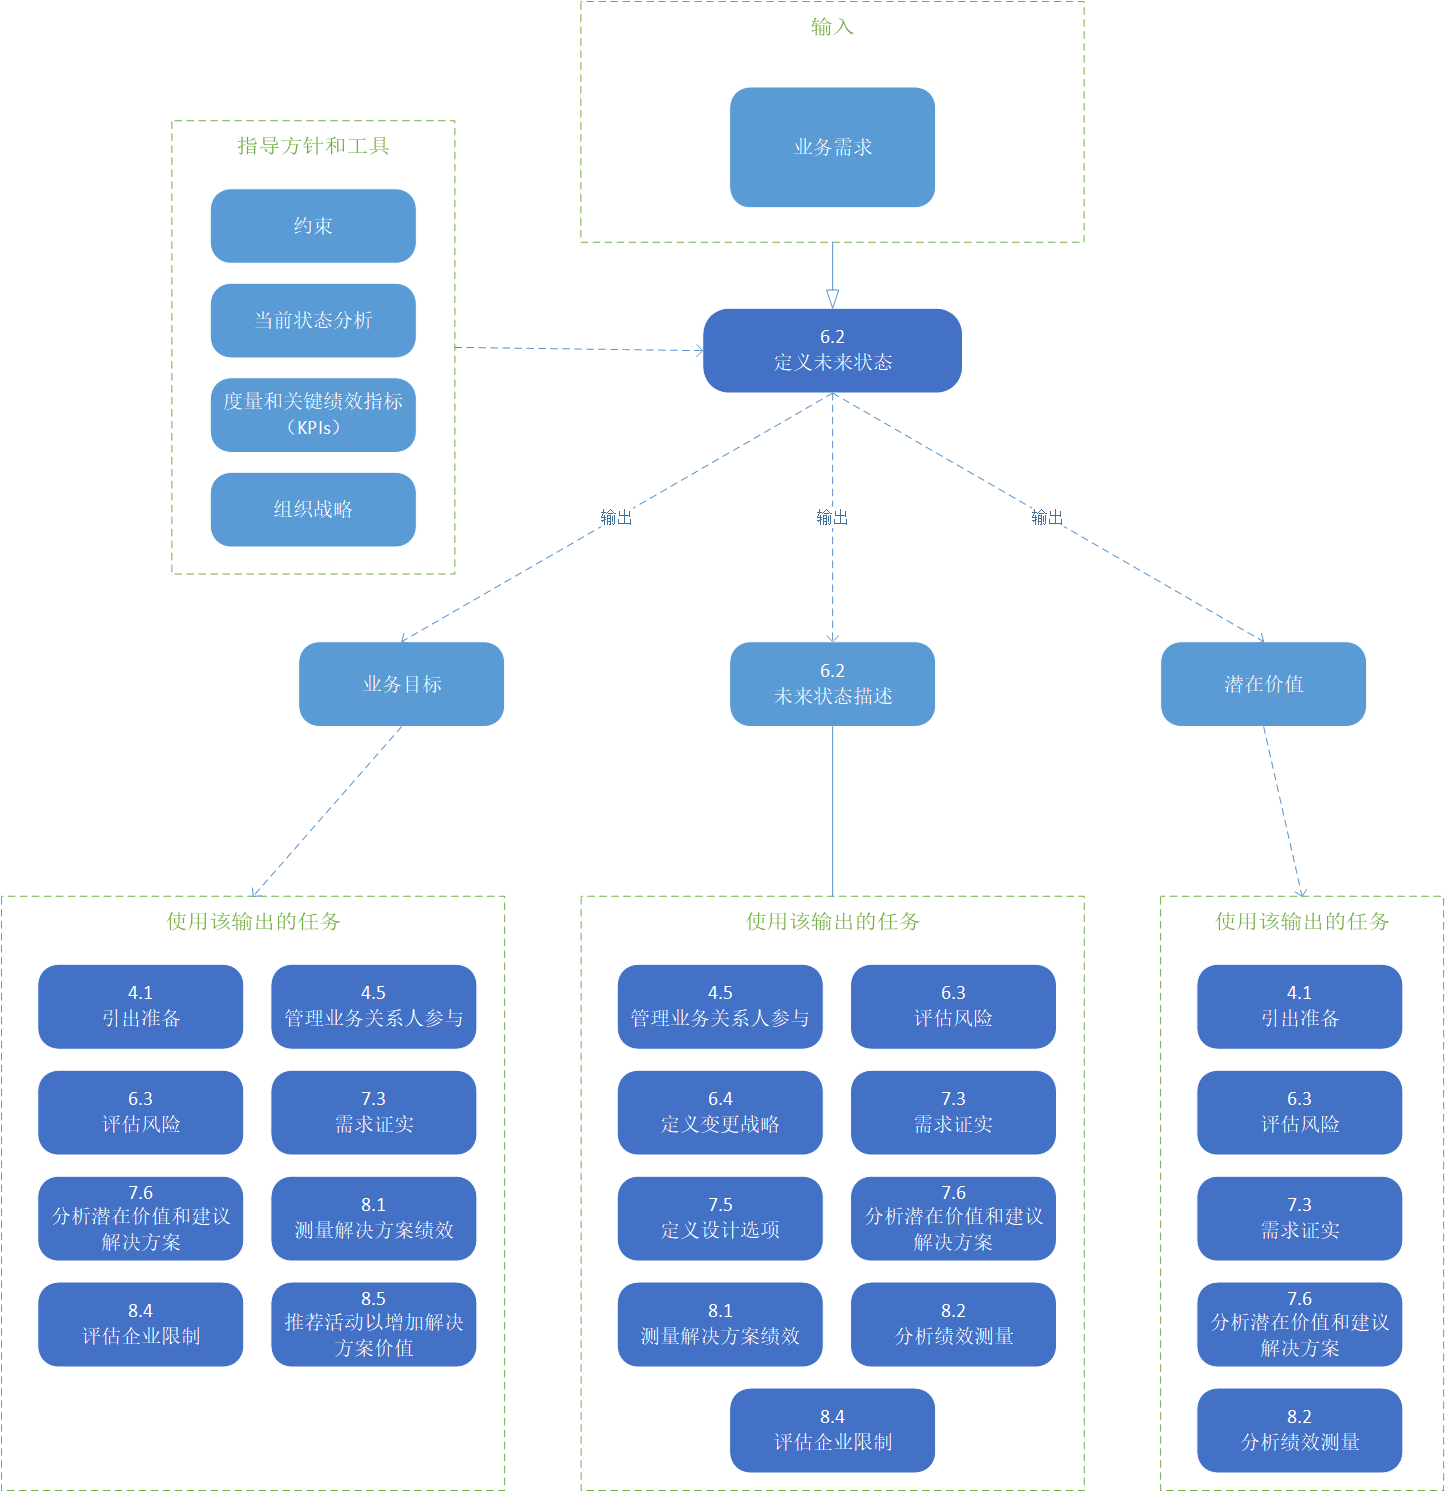 输入
业务需求
指导方针和工具
约束
当前状态分析
度量和关键绩效指标
（KPIs）
组织战略
6.2
定义未来状态
输出
输出
输出
业务目标
6.2
未来状态描述
潜在价值
使用该输出的任务
4.1
引出准备
4.5
管理业务关系人参与
6.3
评估风险
7.3
需求证实
7.6
分析潜在价值和建议
解决方案
8.1
测量解决方案绩效
8.4
评估企业限制
8.5
推荐活动以增加解决
方案价值
使用该输出的任务
4.5
管理业务关系人参与
6.3
评估风险
6.4
定义变更战略
7.3
需求证实
7.5
定义设计选项
7.6
分析潜在价值和建议
解决方案
8.1
测量解决方案绩效
8.2
分析绩效测量
8.4
评估企业限制
使用该输出的任务
4.1
引出准备
6.3
评估风险
7.3
需求证实
7.6
分析潜在价值和建议
解决方案
8.2
分析绩效测量